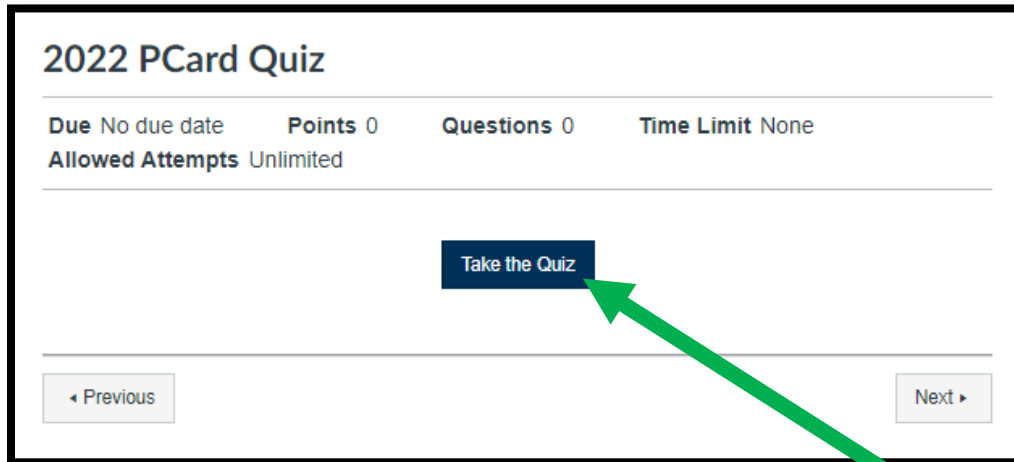 2022 PCard Quiz
Due No due date Points 0 Questions 0 Time Limit None
Allowed Attempts Unlimited
Take the Quiz
◂ Previous
Next ▸